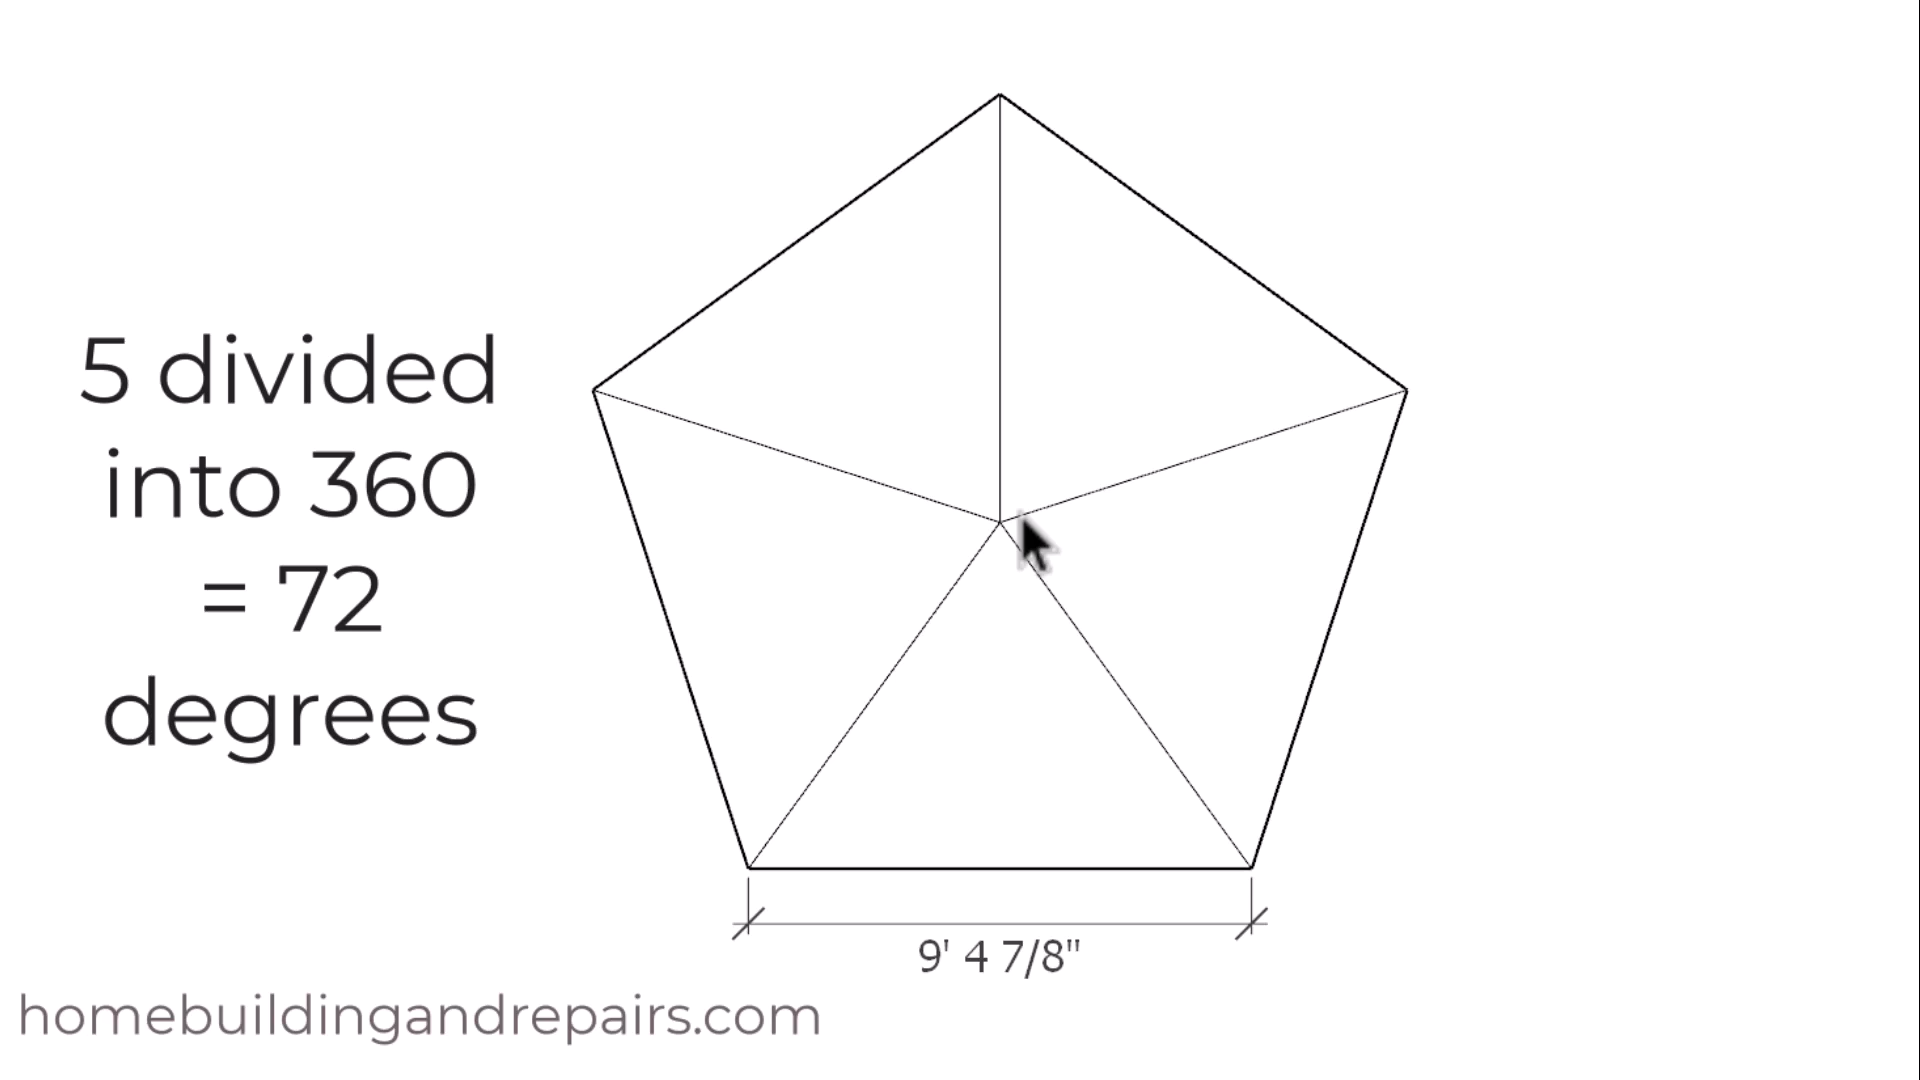 5 divided
into 360
= 72
degrees
9' 4 7/8"
homebuildingandrepairs.com